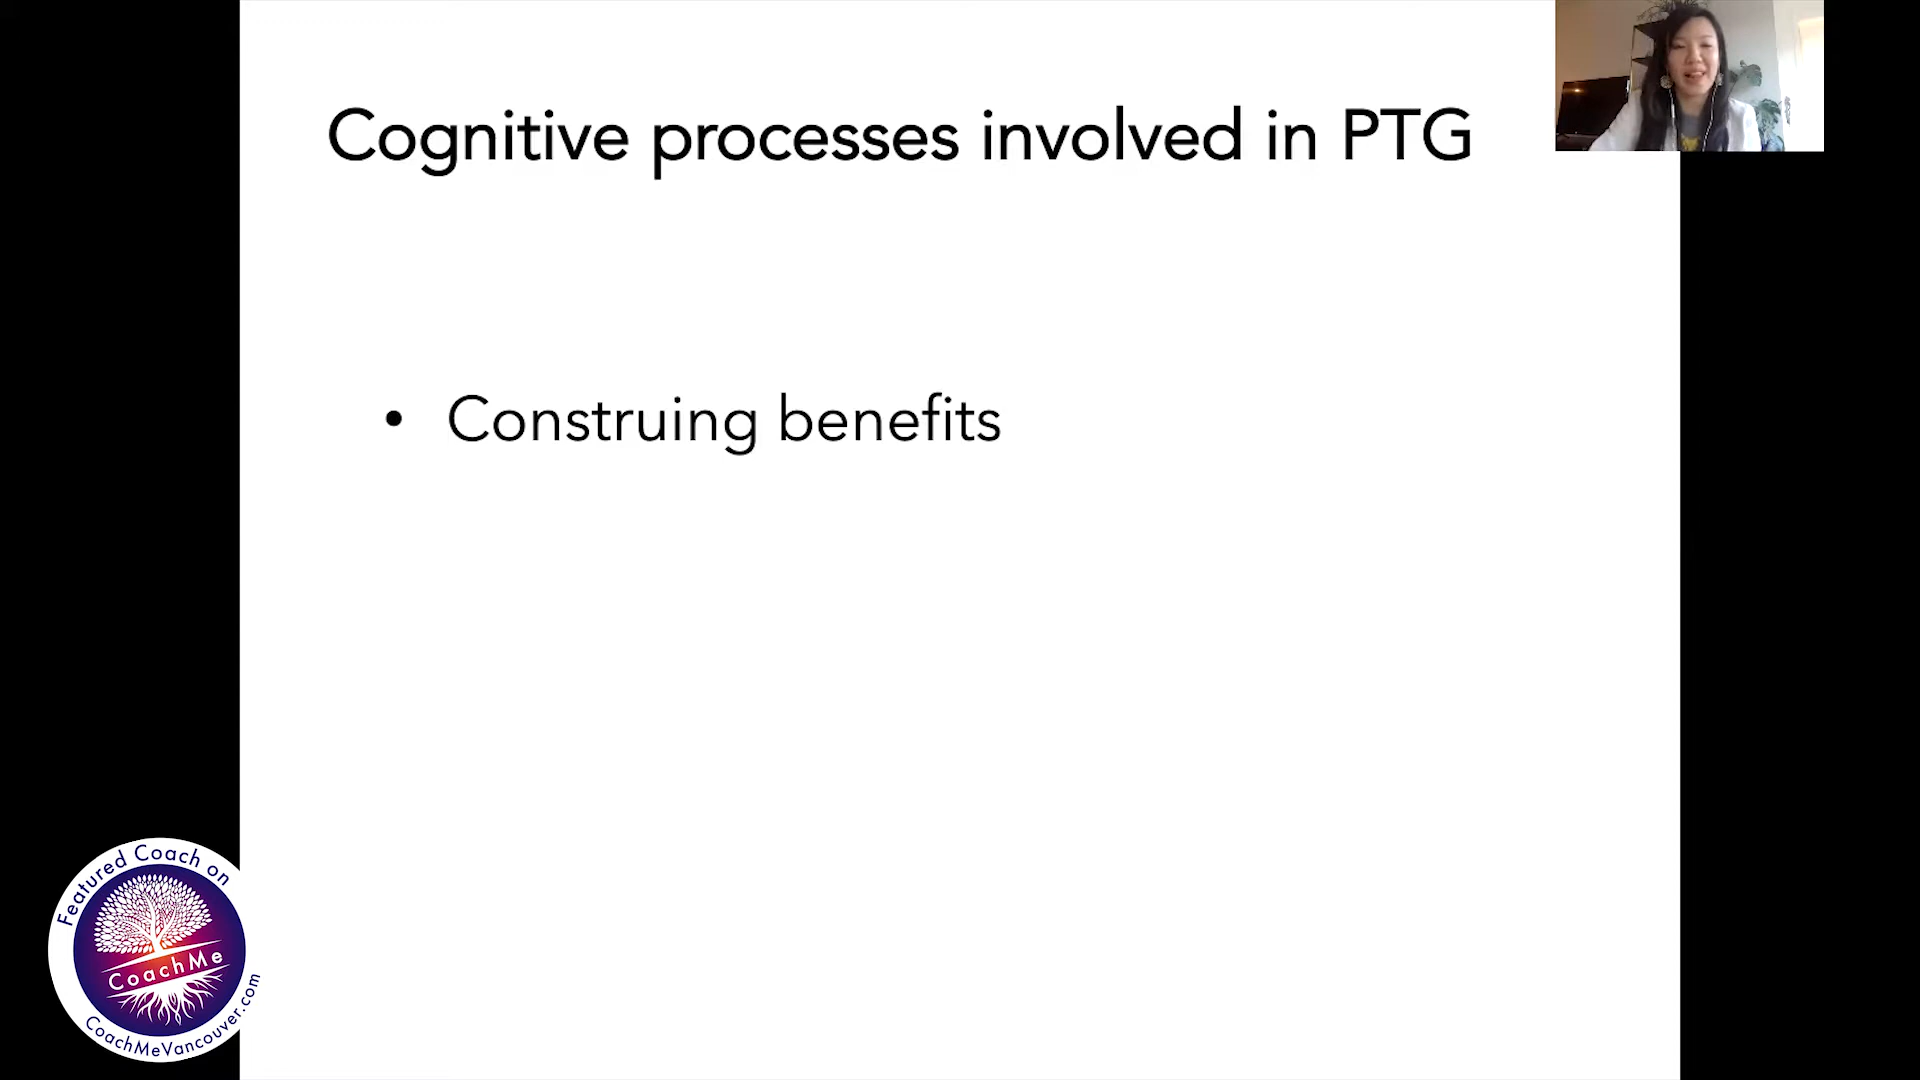 Cognitive processes involved in PTG
• Construing benefits
Featured Coach on
CoachMe
CoachMeVancouver.com